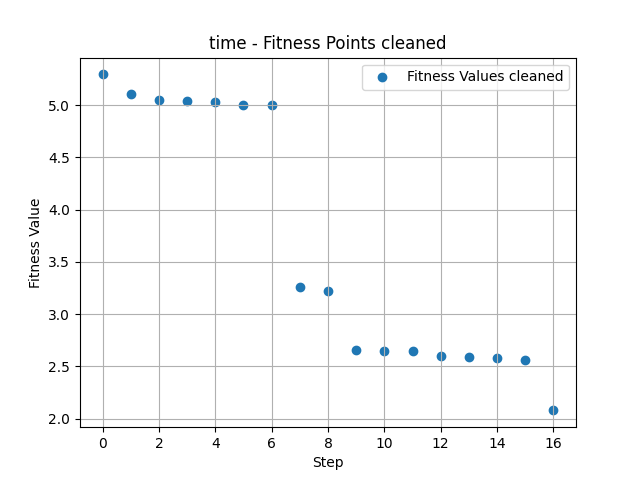 time - Fitness Points cleaned
Fitness Values cleaned
Fitness Value
5.0
4.5
4.0
3.5
3.0
2.5
2.0
0 2 4 6 8 10 12 14 16
Step